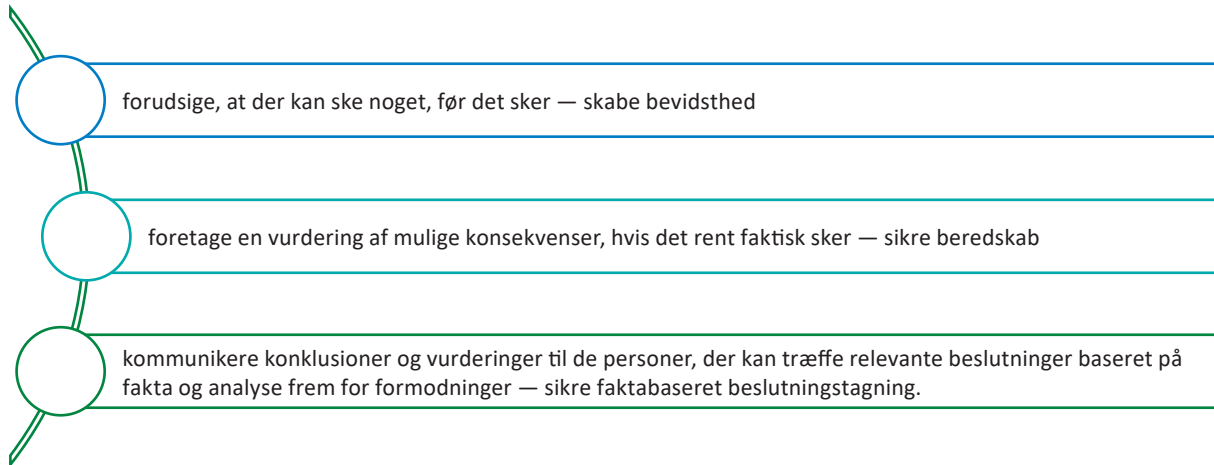 forudsige, at der kan ske noget, før det sker — skabe bevidsthed
foretage en vurdering af mulige konsekvenser, hvis det rent faktisk sker — sikre beredskab
kommunikere konklusioner og vurderinger til de personer, der kan træffe relevante beslutninger baseret på
fakta og analyse frem for formodninger — sikre faktabaseret beslutningstagning.